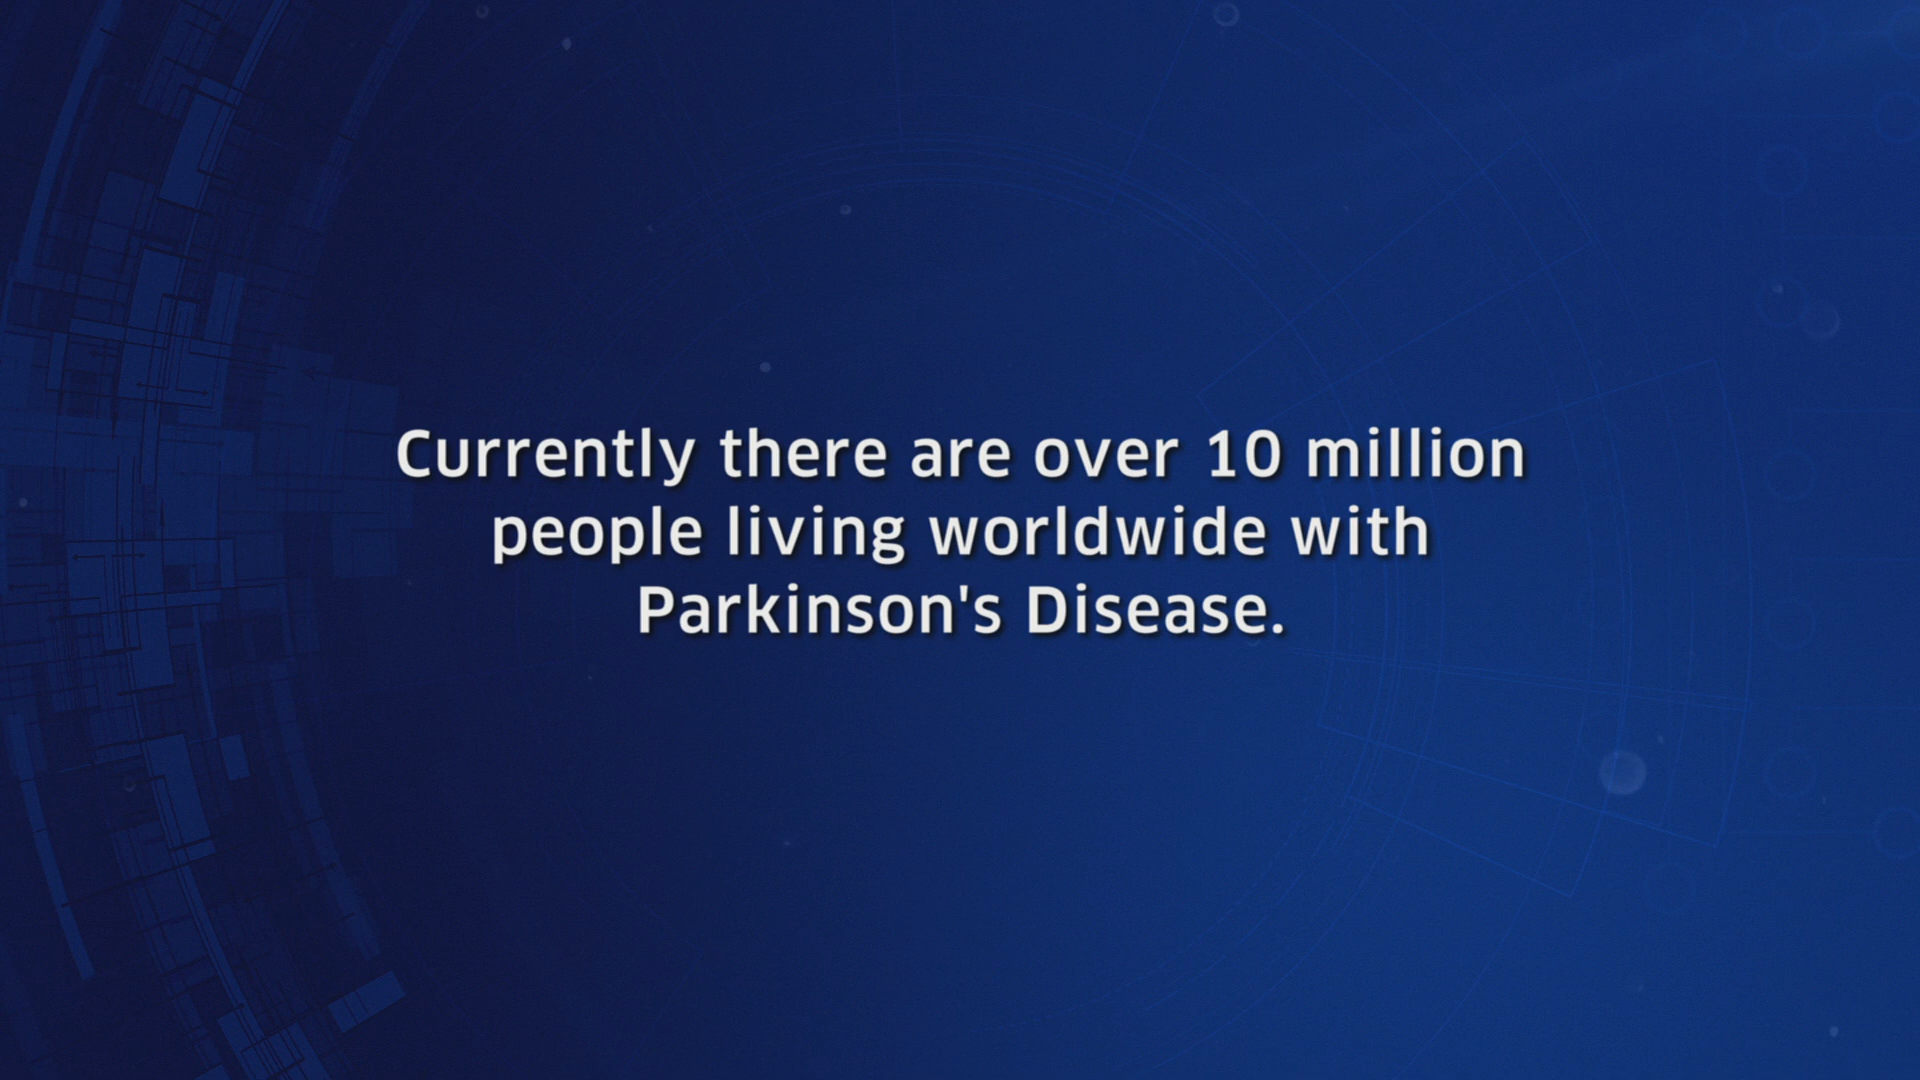 Currently there are over 10 million
people living worldwide with
Parkinson's Disease.